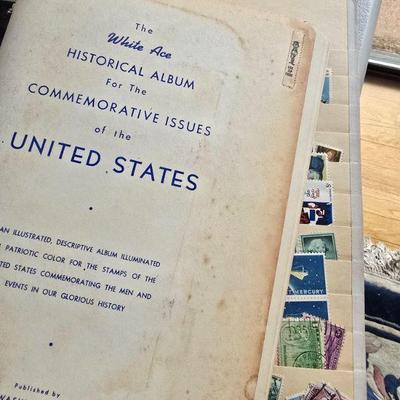 The
White Ace
HISTORICAL ALBUM
For the
COMMEMORATIVE ISSUES
of the
UNITED STATES
AN ILLUSTRATED, DESCRIPTIVE ALBUM ILLUMINATED
PATRIOTIC COLOR FOR THE STAMPS OF THE
UNITED STATES COMMEMORATING THE MEN AND
EVENTS IN OUR GLORIOUS HISTORY
Published by
MERCURY